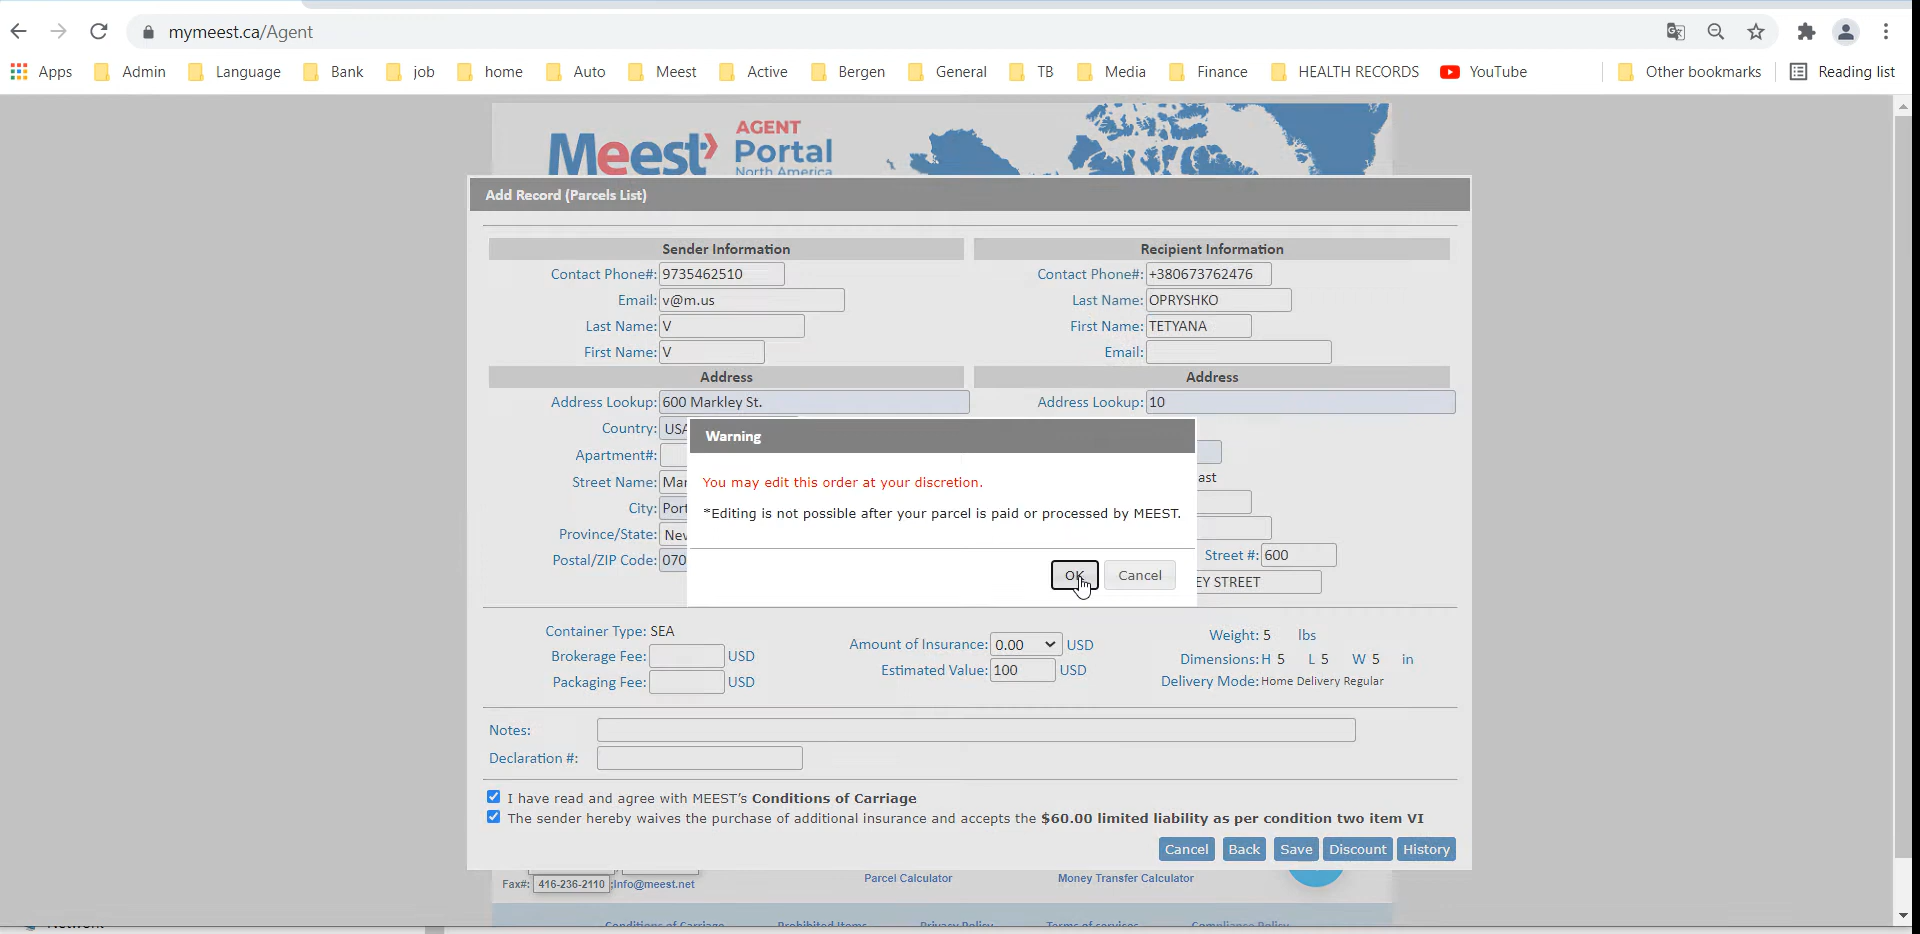 mymeest.ca/Agent
Apps Admin Language Bank job home Auto Meest Active Bergen General TB Media Finance HEALTH RECORDS YouTube Other bookmarks Reading list
Meest AGENT Portal North America
Add Record (Parcels List)
Sender Information Recipient Information
Contact Phone#: 9735462510 Contact Phone#: +380673762476
Email: v@m.us Last Name: OPRYSHKO
Last Name: V First Name: TETYANA
First Name: V Email:
Address Address
Address Lookup: 600 Markley St. Address Lookup: 10
Country: USA
Apartment#:
Street Name: Mar
City: Port
Province/State: New
Postal/ZIP Code: 070
Warning
You may edit this order at your discretion.
*Editing is not possible after your parcel is paid or processed by MEEST.
OK Cancel
ast
Street #: 600
EY STREET
Container Type: SEA Amount of Insurance: 0.00 USD Weight: 5 lbs
Brokerage Fee: USD Estimated Value: 100 USD Dimensions: H 5 L 5 W 5 in
Packaging Fee: USD Delivery Mode: Home Delivery Regular
Notes:
Declaration #:
I have read and agree with MEEST's Conditions of Carriage
The sender hereby waives the purchase of additional insurance and accepts the $60.00 limited liability as per condition two item VI
Cancel Back Save Discount History
Fax#: 416-236-2110 ;Info@meest.net Parcel Calculator Money Transfer Calculator
Conditions of Carriage Prohibited Items Privacy Policy Terms of services Compliance Policy
Network